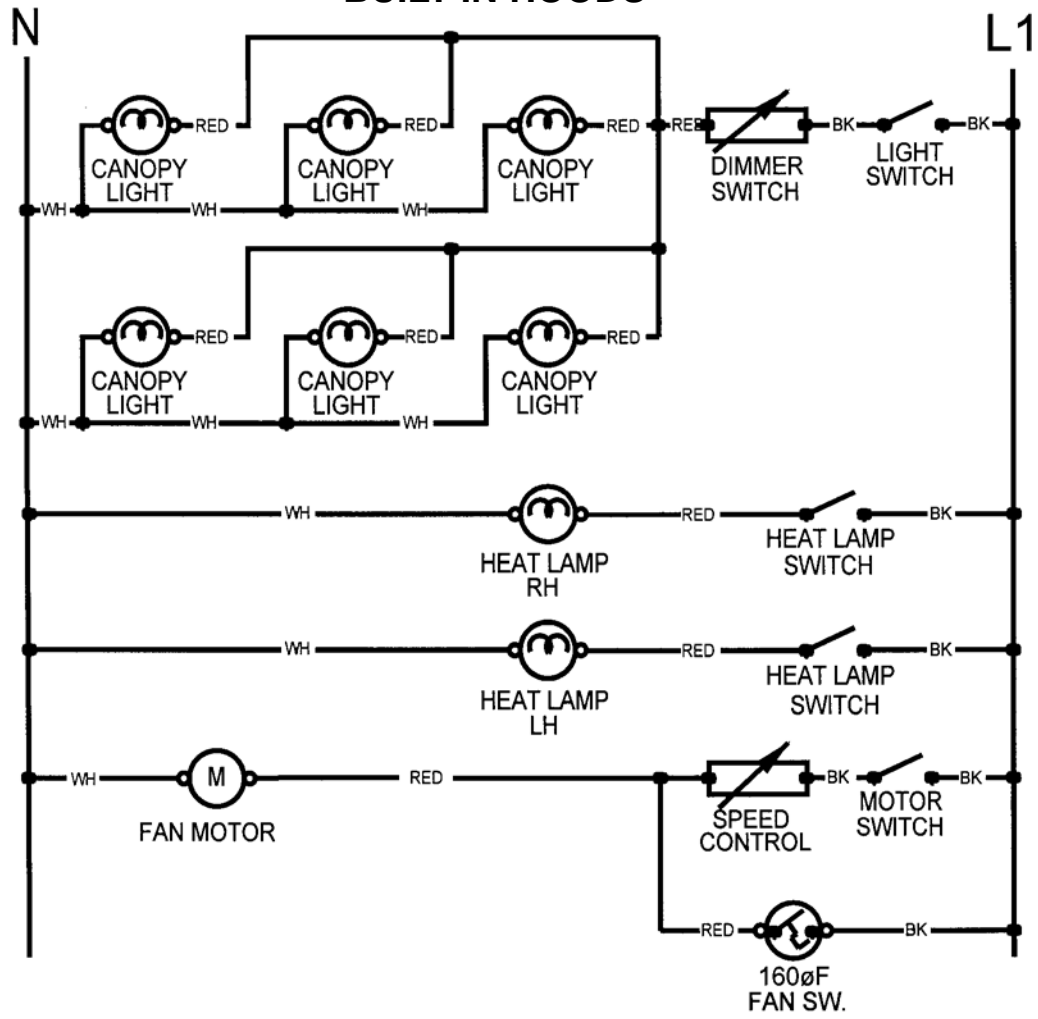 BUILT IN HOODS
N
L1
RED
RED
RED
RED
BK
BK
CANOPY
LIGHT
CANOPY
LIGHT
CANOPY
LIGHT
DIMMER
SWITCH
LIGHT
SWITCH
WH
WH
WH
RED
RED
RED
CANOPY
LIGHT
CANOPY
LIGHT
CANOPY
LIGHT
WH
WH
WH
WH
RED
BK
HEAT LAMP
RH
HEAT LAMP
SWITCH
WH
RED
BK
HEAT LAMP
LH
HEAT LAMP
SWITCH
WH
M
RED
BK
BK
FAN MOTOR
SPEED
CONTROL
MOTOR
SWITCH
RED
BK
160øF
FAN SW.